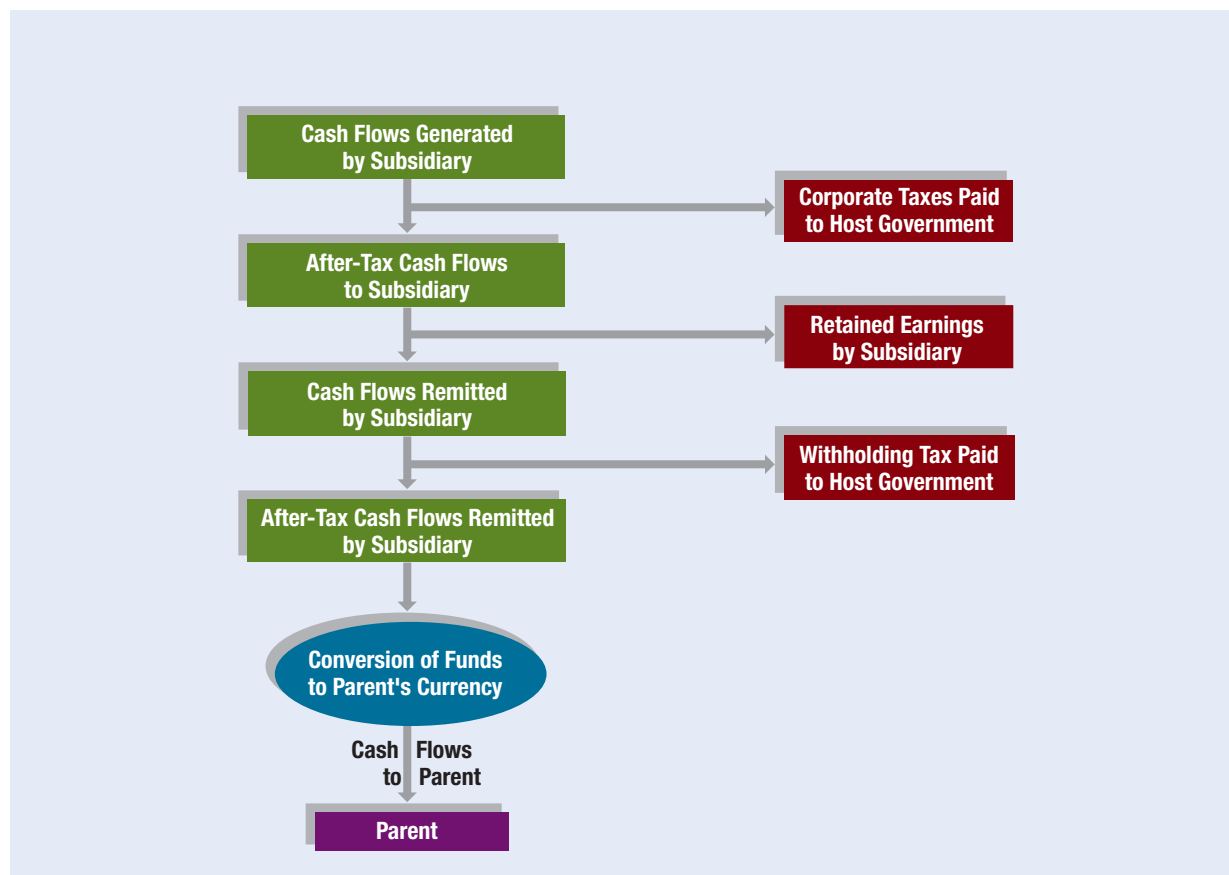 Cash Flows Generated
by Subsidiary
Corporate Taxes Paid
to Host Government
After-Tax Cash Flows
to Subsidiary
Retained Earnings
by Subsidiary
Cash Flows Remitted
by Subsidiary
Withholding Tax Paid
to Host Government
After-Tax Cash Flows Remitted
by Subsidiary
Conversion of Funds
to Parent's Currency
Cash Flows
to Parent
Parent